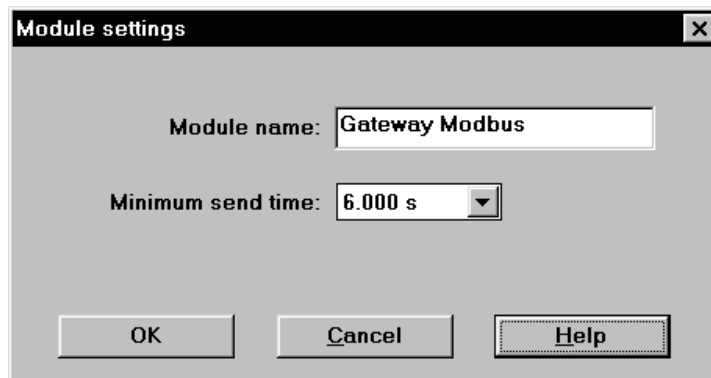 Module settings
Module name: Gateway Modbus
Minimum send time: 6.000 s
OK Cancel Help